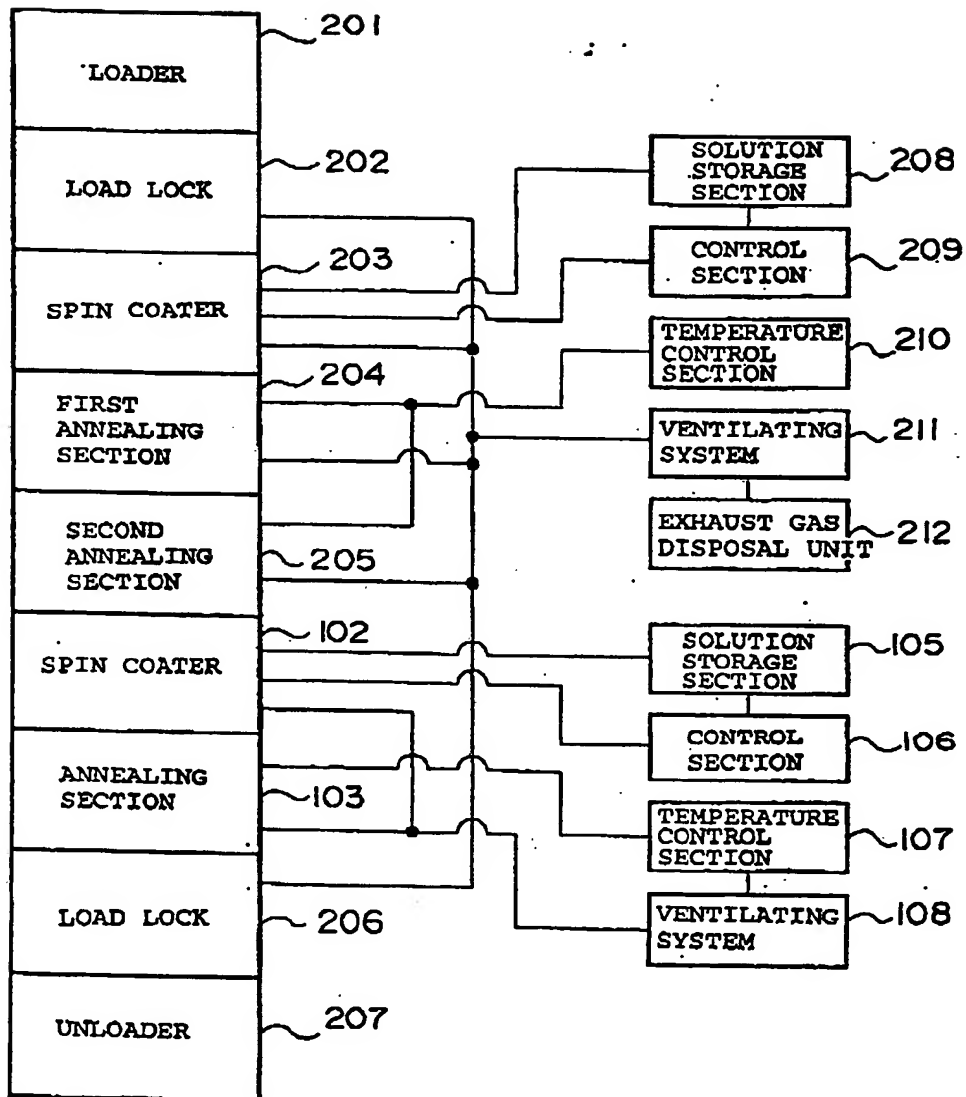 201
LOADER
202
LOAD LOCK
203
SPIN COATER
204
FIRST
ANNEALING
SECTION
SECOND
ANNEALING
SECTION
205
102
SPIN COATER
ANNEALING
SECTION
103
LOAD LOCK
206
UNLOADER
207
SOLUTION
STORAGE
SECTION
208
CONTROL
SECTION
209
TEMPERATURE
CONTROL
SECTION
210
VENTILATING
SYSTEM
211
EXHAUST GAS
DISPOSAL UNIT
212
SOLUTION
STORAGE
SECTION
105
CONTROL
SECTION
106
TEMPERATURE
CONTROL
SECTION
107
VENTILATING
SYSTEM
108